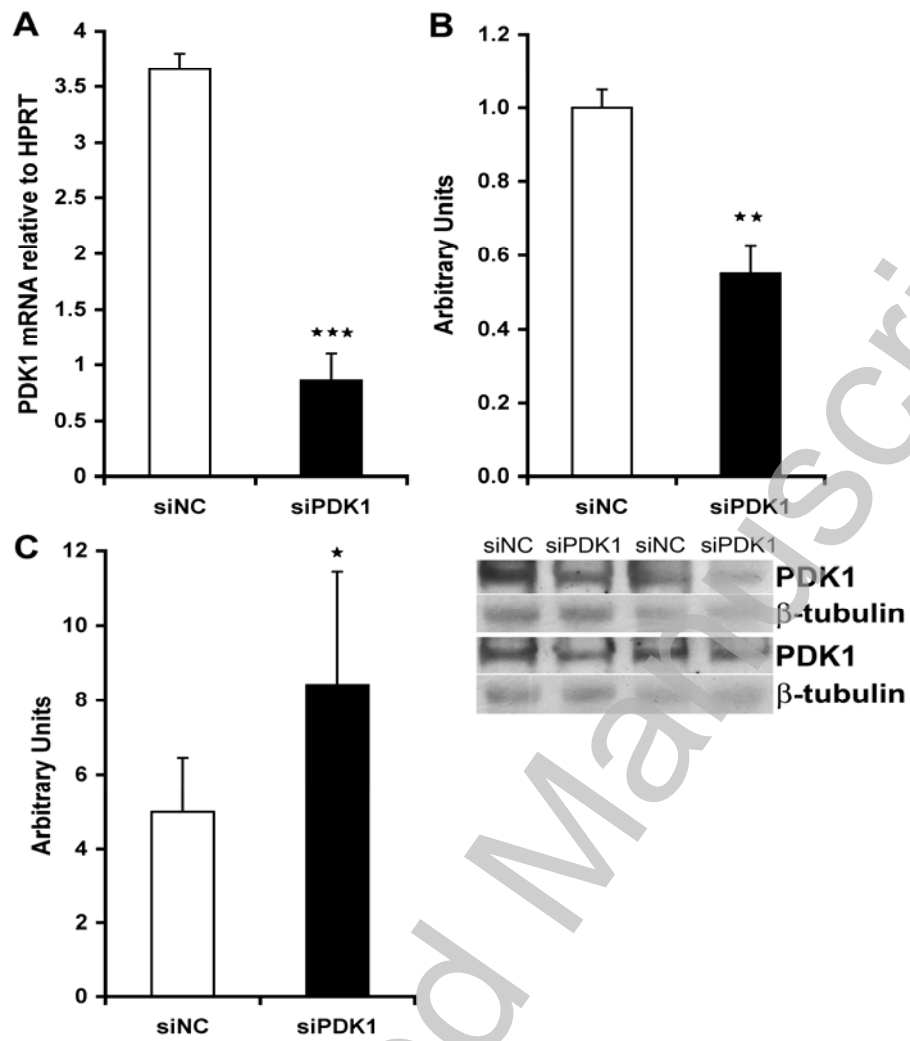 A
PDK1 mRNA relative to HPRT
4
3.5
3
2.5
2
1.5
1
0.5
0
★★★
siNC
siPDK1
B
Arbitrary Units
1.2
1.0
0.8
0.6
0.4
0.2
0.0
★★
siNC
siPDK1
siNC siPDK1 siNC siPDK1
PDK1
β-tubulin
PDK1
β-tubulin
C
Arbitrary Units
12
10
8
6
4
2
0
★
siNC
siPDK1